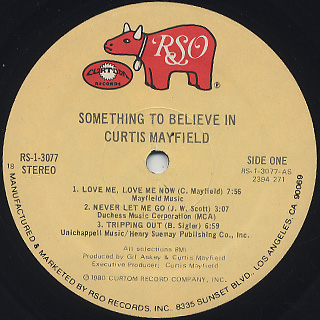 RSO
CURTOM
RECORDS
SOMETHING TO BELIEVE IN
CURTIS MAYFIELD
RS-1-3077
STEREO
SIDE ONE
RS-1-3077-AS
2394 271
1. LOVE ME, LOVE ME NOW (C. Mayfield) 7:56
Mayfield Music
2. NEVER LET ME GO (J. W. Scott) 3:07
Duchess Music Corporation (MCA)
3. TRIPPING OUT (B. Sigler) 6:59
Unichappell Music/Henry Suemay Publishing Co., Inc.
All selections BMI
Produced by Gil Askey & Curtis Mayfield
Executive Producer: Curtis Mayfield
© 1980 CURTOM RECORD COMPANY, INC.
18
MANUFACTURED & MARKETED BY RSO RECORDS, INC., 8335 SUNSET BLVD., LOS ANGELES, CA 90069